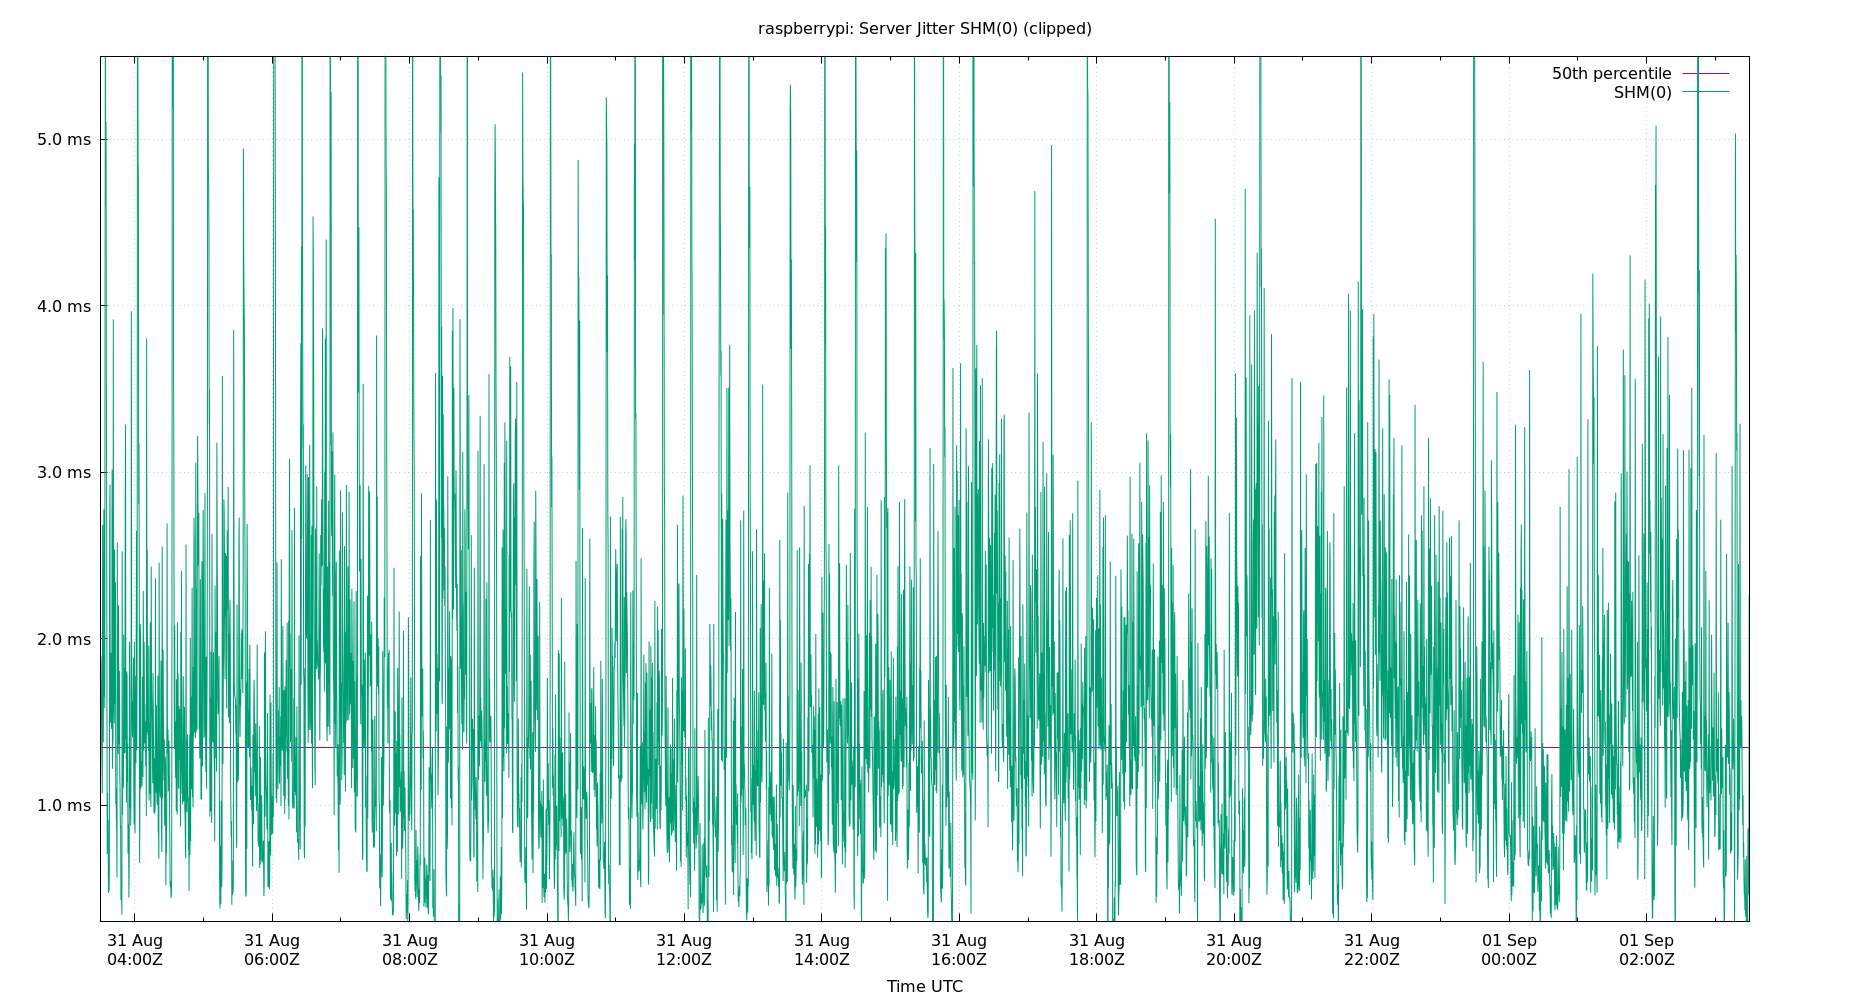 raspberrypi: Server Jitter SHM(0) (clipped)
50th percentile
SHM(0)
5.0 ms
4.0 ms
3.0 ms
2.0 ms
1.0 ms
31 Aug 31 Aug 31 Aug 31 Aug 31 Aug 31 Aug 31 Aug 31 Aug 31 Aug 31 Aug 01 Sep 01 Sep
04:00Z 06:00Z 08:00Z 10:00Z 12:00Z 14:00Z 16:00Z 18:00Z 20:00Z 22:00Z 00:00Z 02:00Z
Time UTC